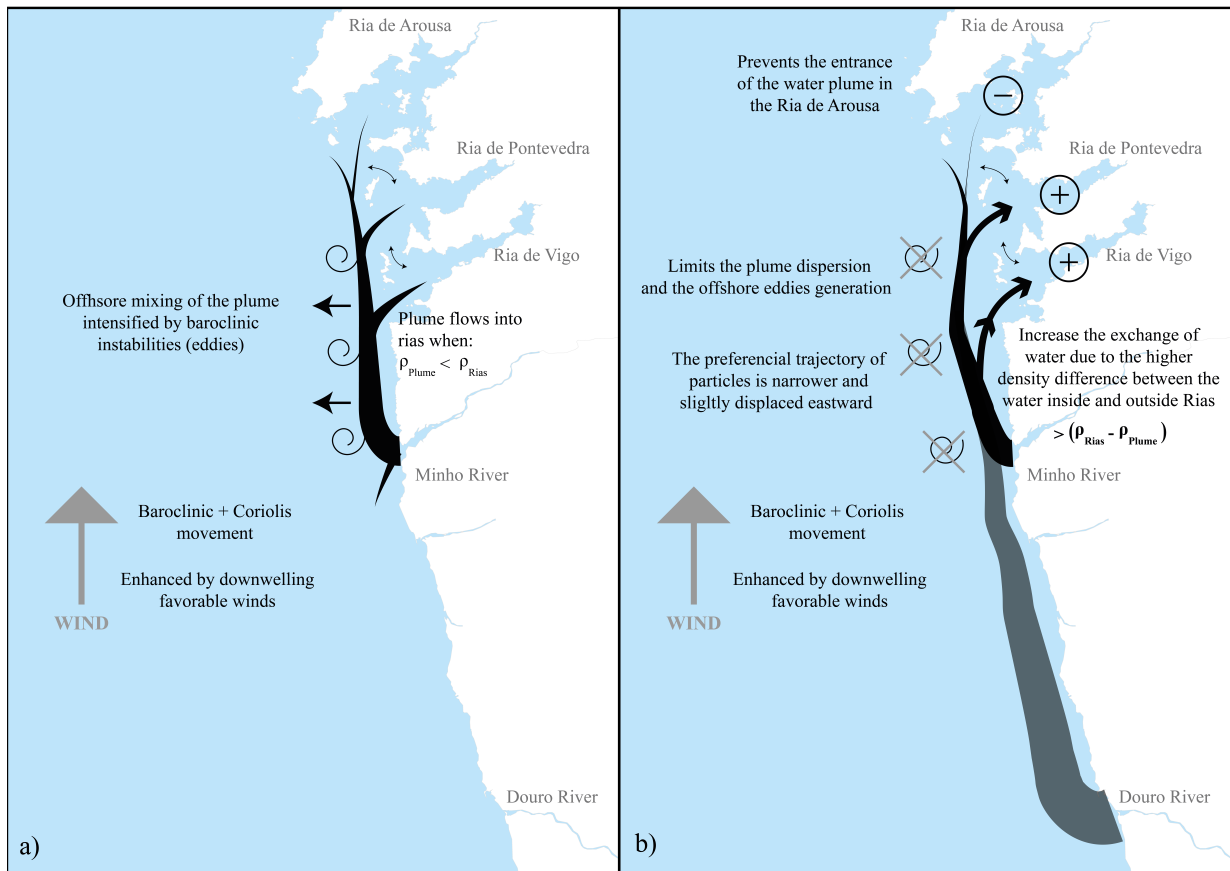 Ria de Arousa
Ria de Pontevedra
Ria de Vigo
Offhsore mixing of the plume
intensified by baroclinic
instabilities (eddies)
Plume flows into
rias when:
ρPlume < ρRias
Minho River
Baroclinic + Coriolis
movement
Enhanced by downwelling
favorable winds
WIND
Douro River
a)
Ria de Arousa
Prevents the entrance
of the water plume in
the Ria de Arousa
−
Ria de Pontevedra
+
Ria de Vigo
+
Limits the plume dispersion
and the offshore eddies generation
The preferencial trajectory of
particles is narrower and
sligltly displaced eastward
Increase the exchange of
water due to the higher
density difference between the
water inside and outside Rias
> (ρRias - ρPlume)
Minho River
Baroclinic + Coriolis
movement
Enhanced by downwelling
favorable winds
WIND
Douro River
b)